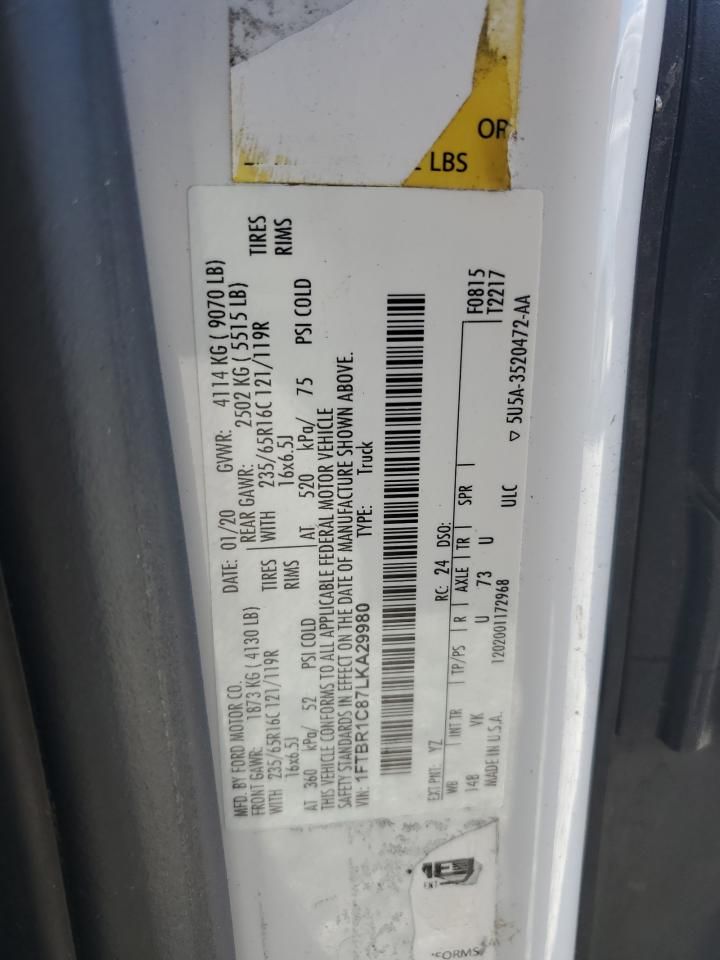 OR
LBS
MFD. BY FORD MOTOR CO.
DATE: 01/20 GVWR: 4114 KG ( 9070 LB)
FRONT GAWR: 1873 KG ( 4130 LB) REAR GAWR: 2502 KG ( 5515 LB)
WITH 235/65R16C 121/119R TIRES WITH 235/65R16C 121/119R TIRES
16x6.5J RIMS 16x6.5J RIMS
AT 360 kPa/ 52 PSI COLD AT 520 kPa/ 75 PSI COLD
THIS VEHICLE CONFORMS TO ALL APPLICABLE FEDERAL MOTOR VEHICLE
SAFETY STANDARDS IN EFFECT ON THE DATE OF MANUFACTURE SHOWN ABOVE.
VIN: 1FTBR1C87LKA29980 TYPE: Truck
EXT PNT: YZ RC: 24 DSO: F0815
WB INT TR TP/PS R AXLE TR SPR T2217
148 VK U 73 U
MADE IN U.S.A. 1202001172968 ULC ▽ 5U5A-3520472-AA